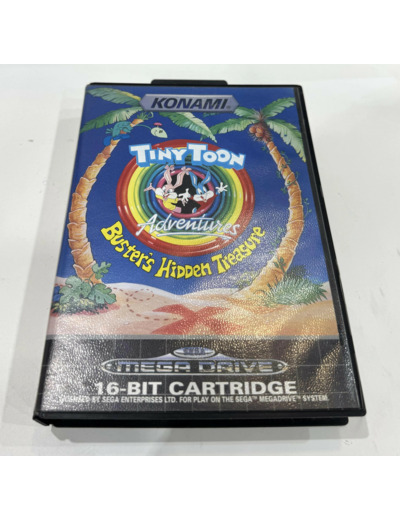 KONAMI®
TINY TOON
Adventures
BUSTER'S HIDDEN TREASURE
SEGA
MEGA DRIVE
16-BIT CARTRIDGE
LICENSED BY SEGA ENTERPRISES LTD. FOR PLAY ON THE SEGA™ MEGADRIVE™ SYSTEM.